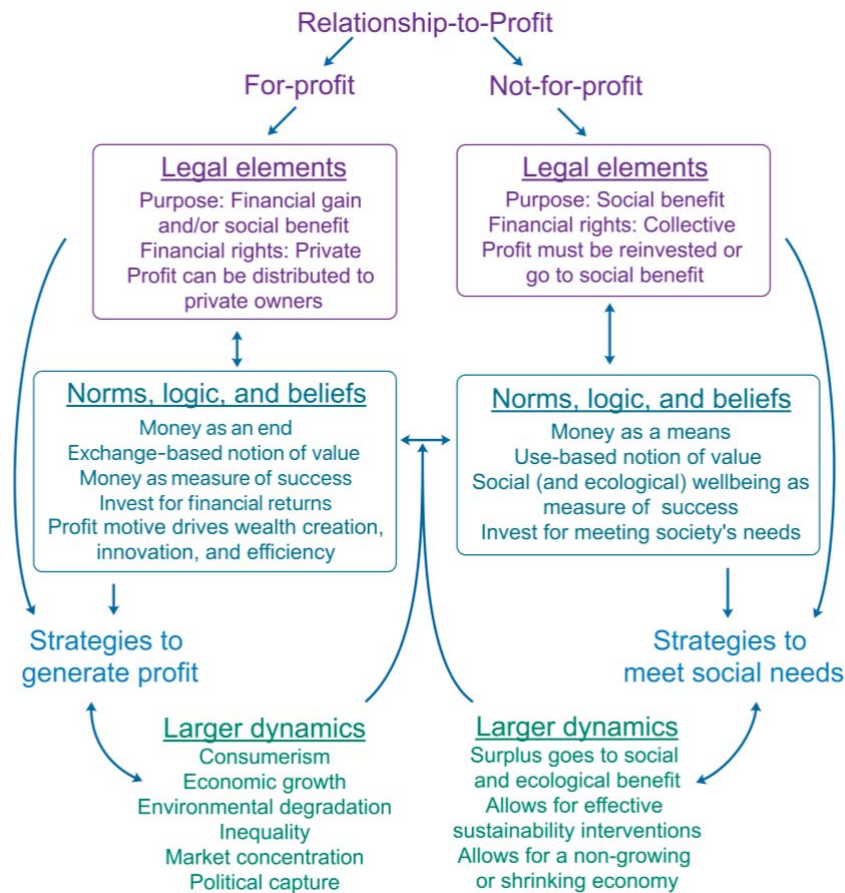 Relationship-to-Profit
For-profit
Not-for-profit
Legal elements
Purpose: Financial gain
and/or social benefit
Financial rights: Private
Profit can be distributed to
private owners
Legal elements
Purpose: Social benefit
Financial rights: Collective
Profit must be reinvested or
go to social benefit
Norms, logic, and beliefs
Money as an end
Exchange-based notion of value
Money as measure of success
Invest for financial returns
Profit motive drives wealth creation,
innovation, and efficiency
Norms, logic, and beliefs
Money as a means
Use-based notion of value
Social (and ecological) wellbeing as
measure of success
Invest for meeting society's needs
Strategies to
generate profit
Strategies to
meet social needs
Larger dynamics
Consumerism
Economic growth
Environmental degradation
Inequality
Market concentration
Political capture
Larger dynamics
Surplus goes to social
and ecological benefit
Allows for effective
sustainability interventions
Allows for a non-growing
or shrinking economy